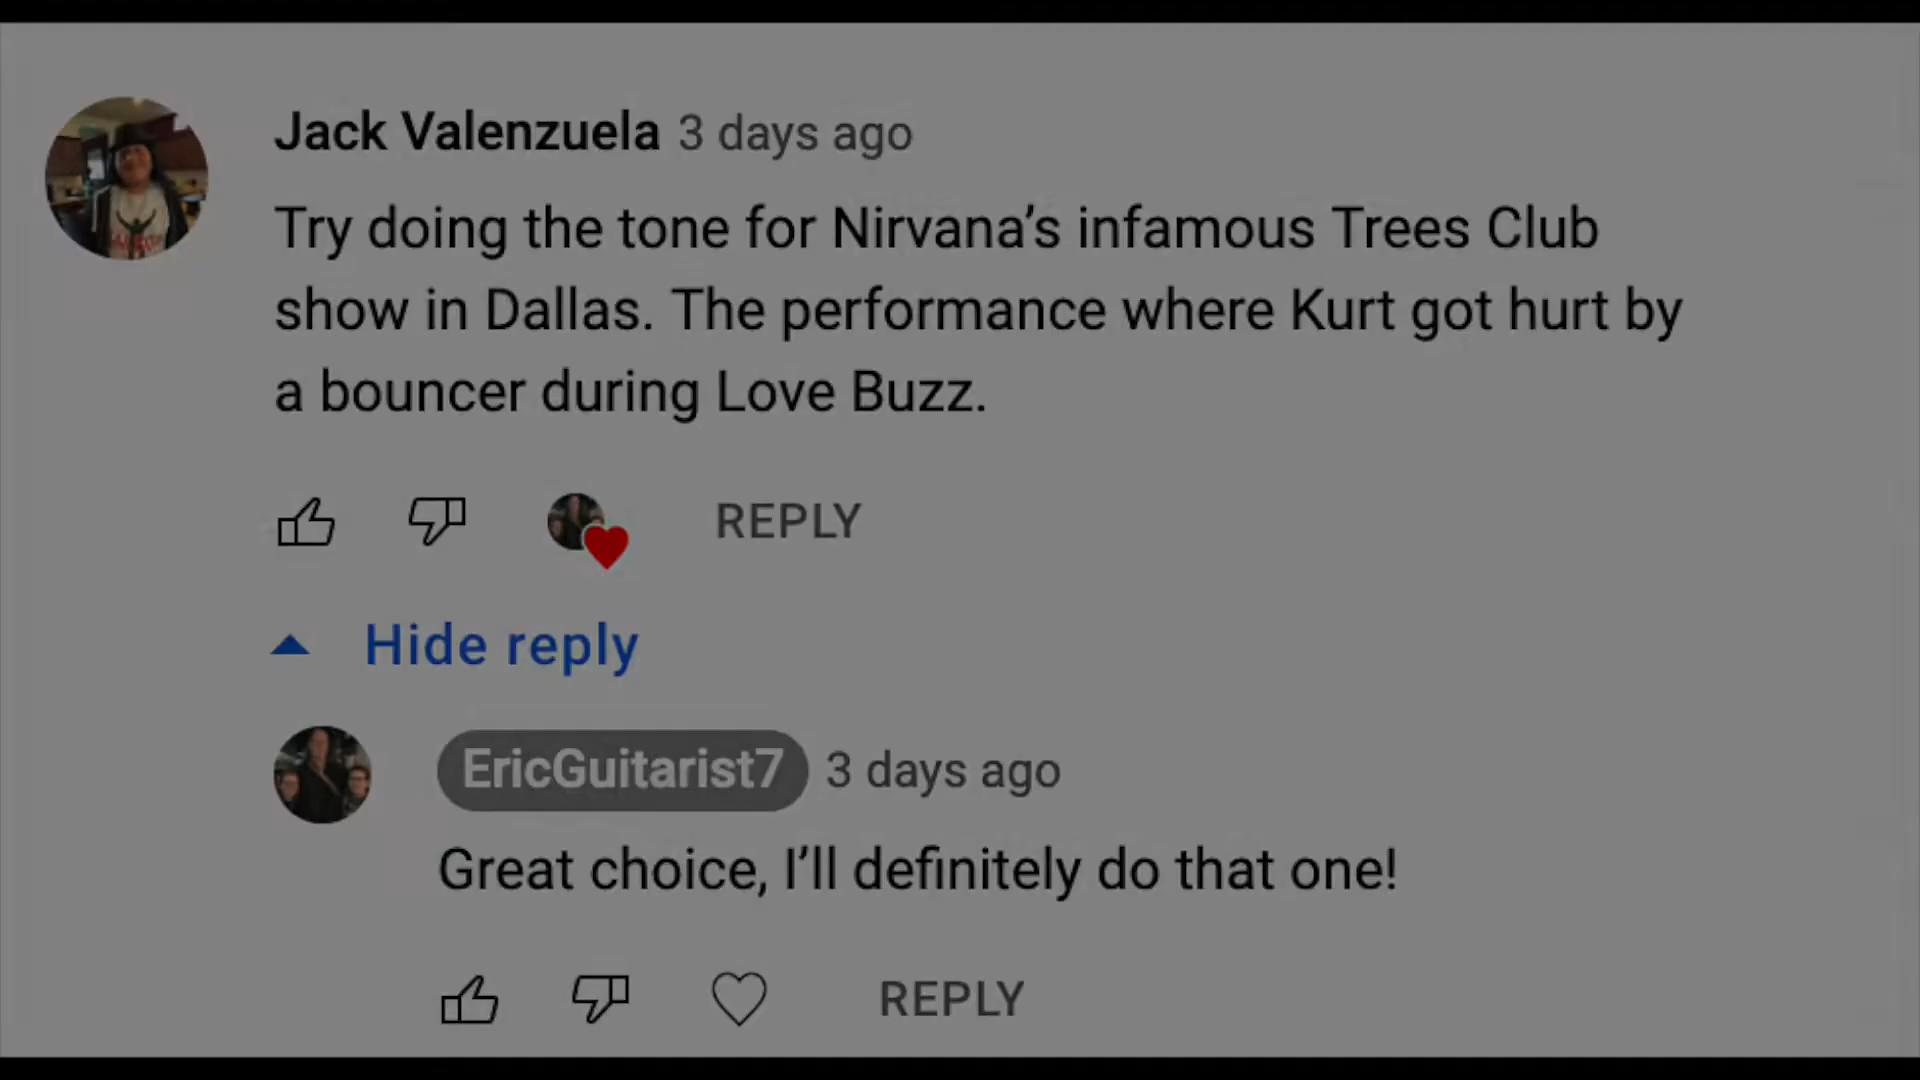 Jack Valenzuela 3 days ago
Try doing the tone for Nirvana’s infamous Trees Club
show in Dallas. The performance where Kurt got hurt by
a bouncer during Love Buzz.
REPLY
Hide reply
EricGuitarist7 3 days ago
Great choice, I’ll definitely do that one!
REPLY